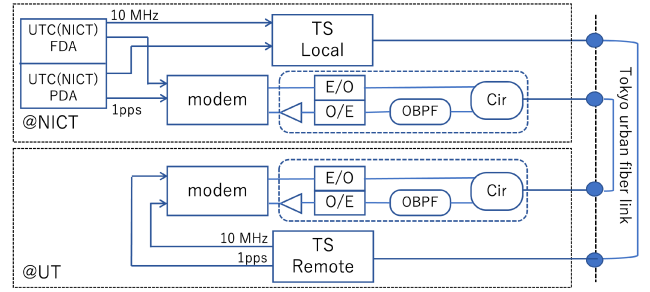 10 MHz
UTC(NICT)
FDA
TS
Local
UTC(NICT)
PDA
1pps
modem
E/O
O/E
OBPF
Cir
@NICT
Tokyo urban fiber link
modem
E/O
O/E
OBPF
Cir
10 MHz
1pps
TS
Remote
@UT